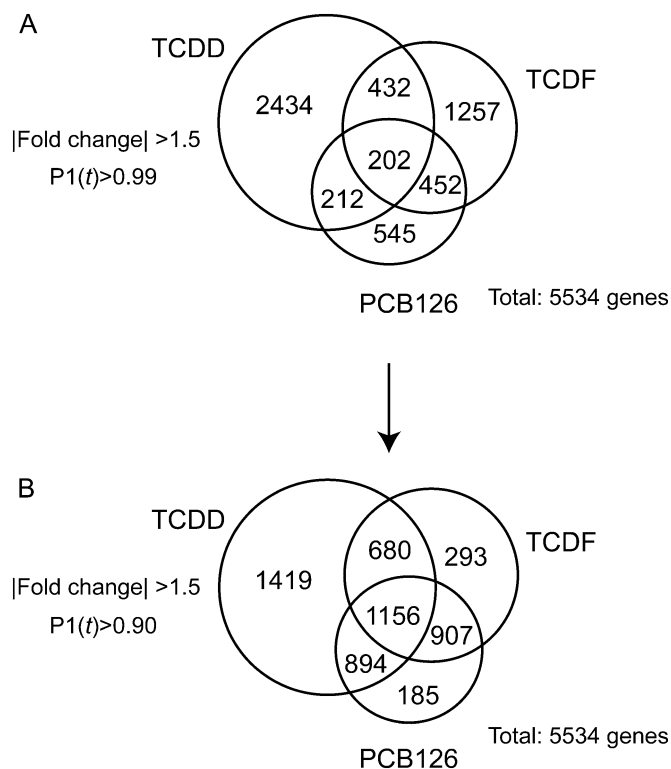 A
TCDD
TCDF
2434
432
1257
|Fold change| >1.5
P1(t)>0.99
202
212
452
545
PCB126
Total: 5534 genes
B
TCDD
TCDF
680
293
1419
|Fold change| >1.5
P1(t)>0.90
1156
907
894
185
PCB126
Total: 5534 genes